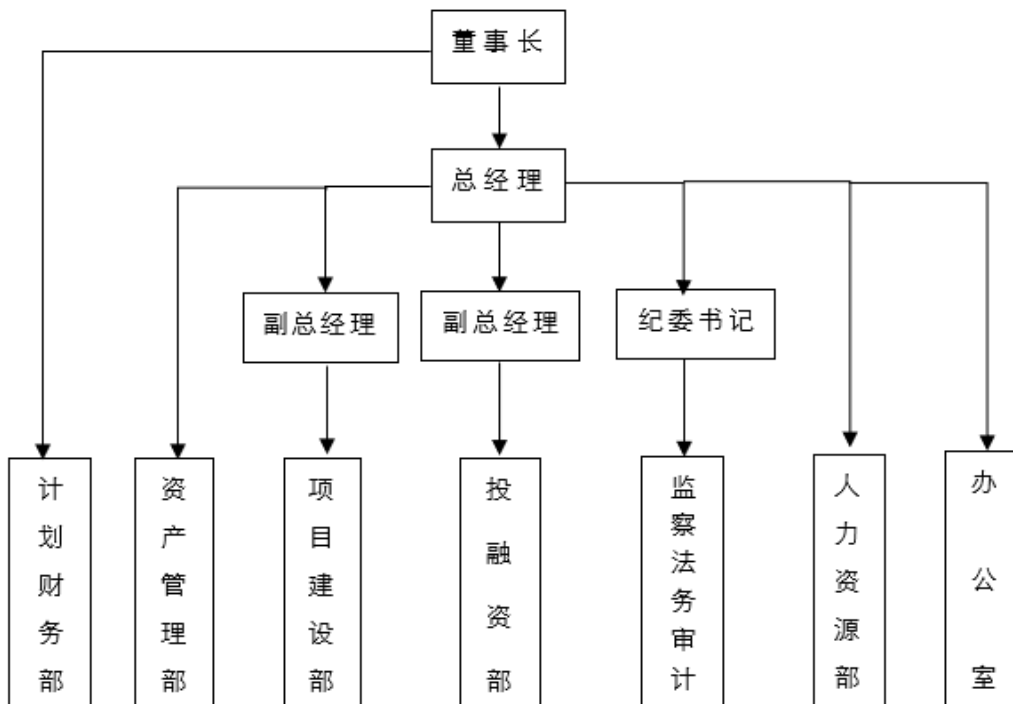 董事长
总经理
副总经理
副总经理
纪委书记
计划财务部
资产管理部
项目建设部
投融资部
监察法务审计
人力资源部
办公室